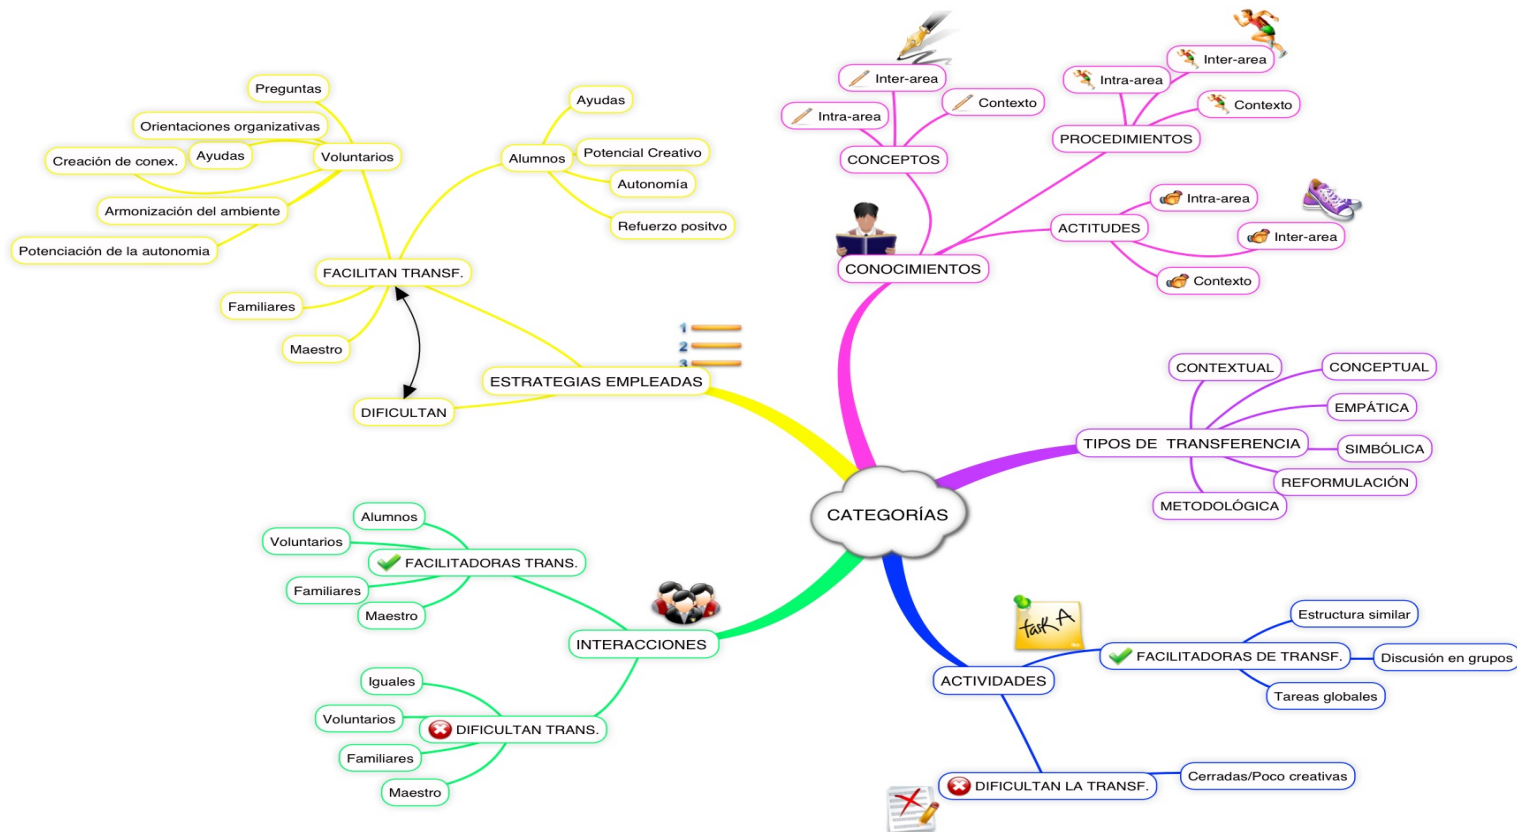 CATEGORÍAS
CONOCIMIENTOS
CONCEPTOS
Intra-area
Inter-area
Contexto
PROCEDIMIENTOS
Intra-area
Inter-area
Contexto
ACTITUDES
Intra-area
Inter-area
Contexto
TIPOS DE TRANSFERENCIA
CONTEXTUAL
CONCEPTUAL
EMPÁTICA
SIMBÓLICA
REFORMULACIÓN
METODOLÓGICA
ACTIVIDADES
task A
FACILITADORAS DE TRANSF.
Estructura similar
Discusión en grupos
Tareas globales
DIFICULTAN LA TRANSF.
Cerradas/Poco creativas
INTERACCIONES
FACILITADORAS TRANS.
Alumnos
Voluntarios
Familiares
Maestro
DIFICULTAN TRANS.
Iguales
Voluntarios
Familiares
Maestro
ESTRATEGIAS EMPLEADAS
1
2
3
FACILITAN TRANSF.
Voluntarios
Preguntas
Orientaciones organizativas
Ayudas
Creación de conex.
Armonización del ambiente
Potenciación de la autonomia
Alumnos
Ayudas
Potencial Creativo
Autonomía
Refuerzo positvo
Familiares
Maestro
DIFICULTAN